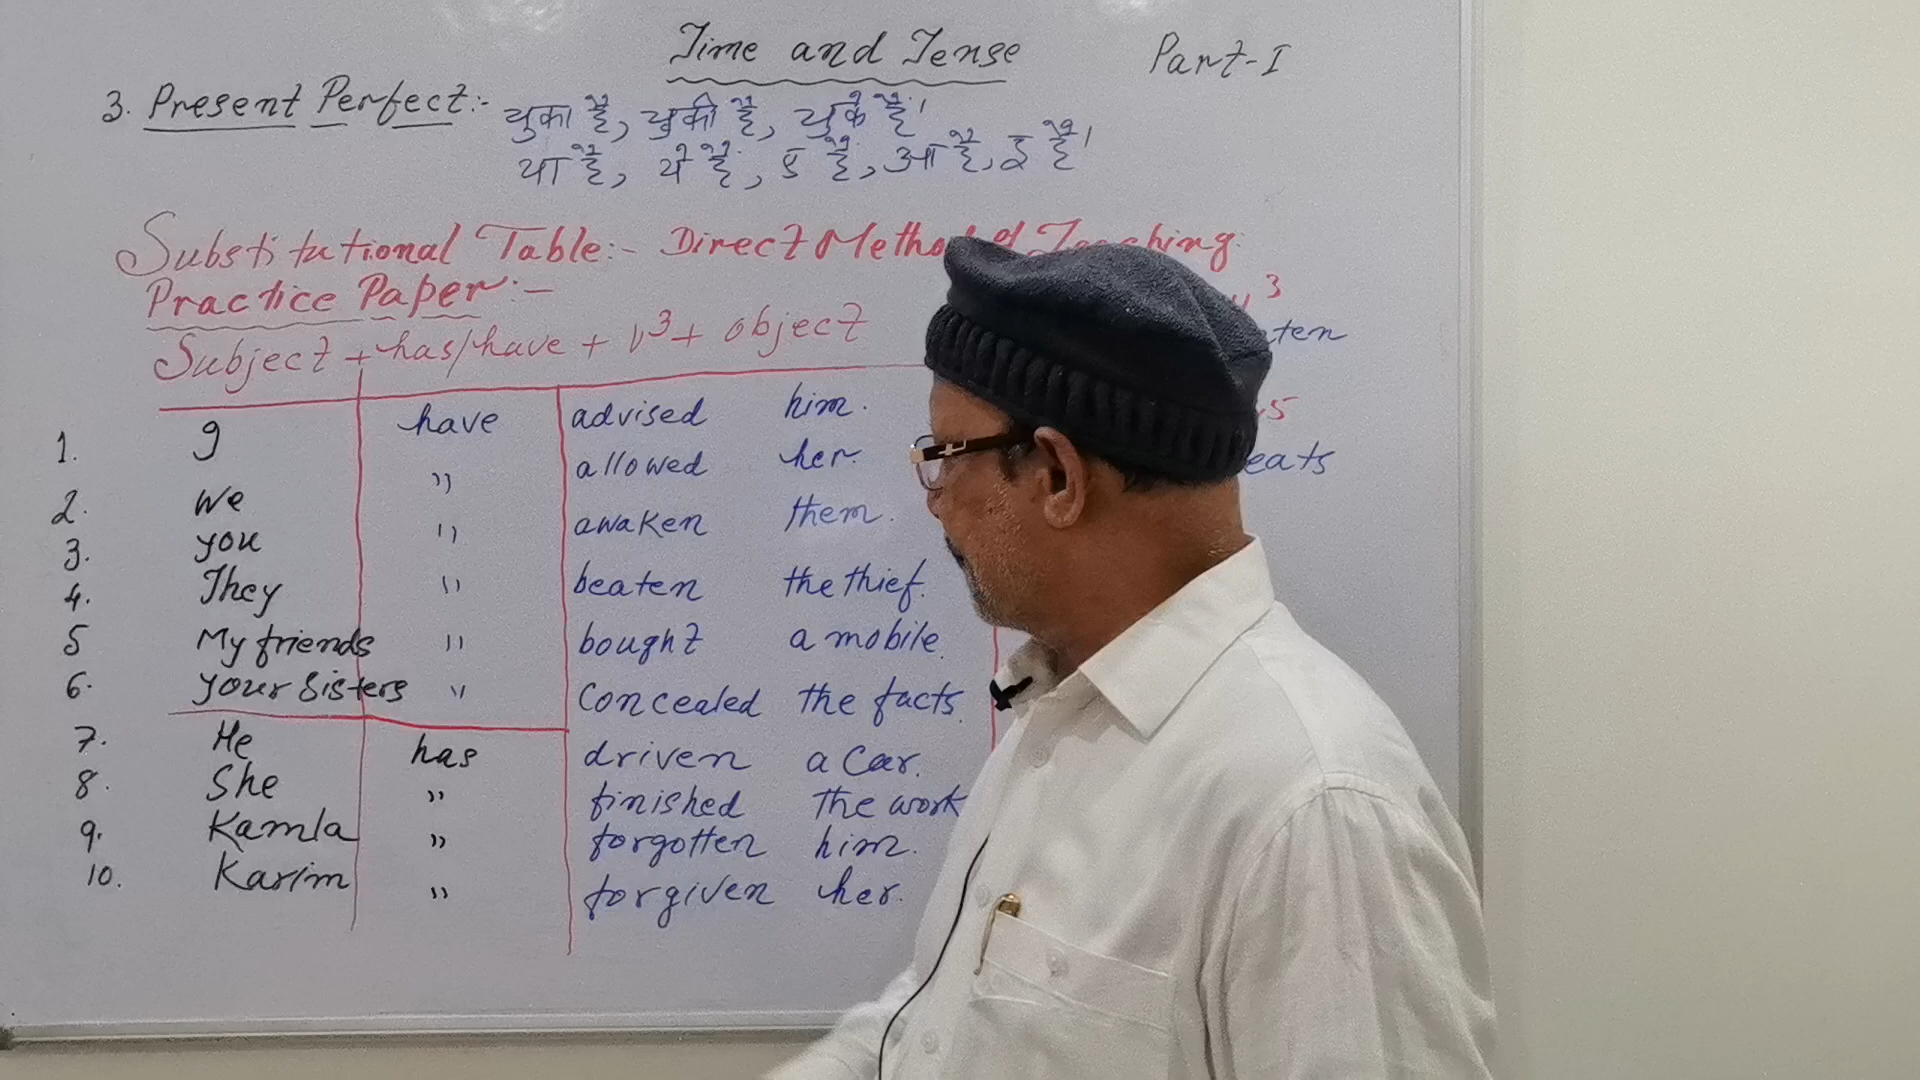 Time and Tense Part-I
3. Present Perfect:- चुका है, चुकी है, चुके हैं।
या है, ये हैं, ई है, आ है, ई है।
Substitutional Table:- Direct Method of Teaching
Practice Paper:-
Subject + has/have + V3 + object
1. I have advised him.
2. We " allowed her.
3. you " awaken them.
4. They " beaten the thief.
5 My friends " bought a mobile.
6. your Sisters " Concealed the facts.
7. He has driven a Car.
8. She " finished the work
9. Kamla " forgotten him.
10. Karim " forgiven her.